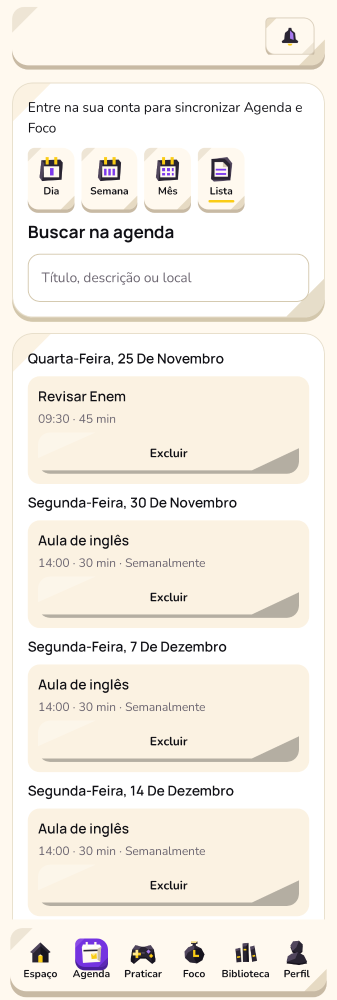 Entre na sua conta para sincronizar Agenda e
Foco
Dia
Semana
Mês
Lista
Buscar na agenda
Título, descrição ou local
Quarta-Feira, 25 De Novembro
Revisar Enem
09:30 · 45 min
Excluir
Segunda-Feira, 30 De Novembro
Aula de inglês
14:00 · 30 min · Semanalmente
Excluir
Segunda-Feira, 7 De Dezembro
Aula de inglês
14:00 · 30 min · Semanalmente
Excluir
Segunda-Feira, 14 De Dezembro
Aula de inglês
14:00 · 30 min · Semanalmente
Excluir
Espaço
Agenda
Praticar
Foco
Biblioteca
Perfil